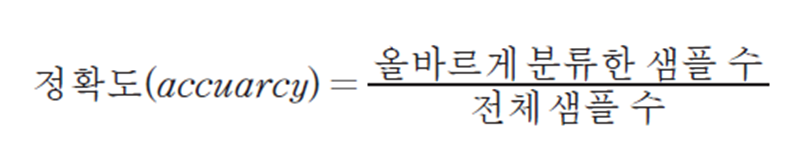 정확도(accuarcy) = 올바르게 분류한 샘플 수
전체 샘플 수